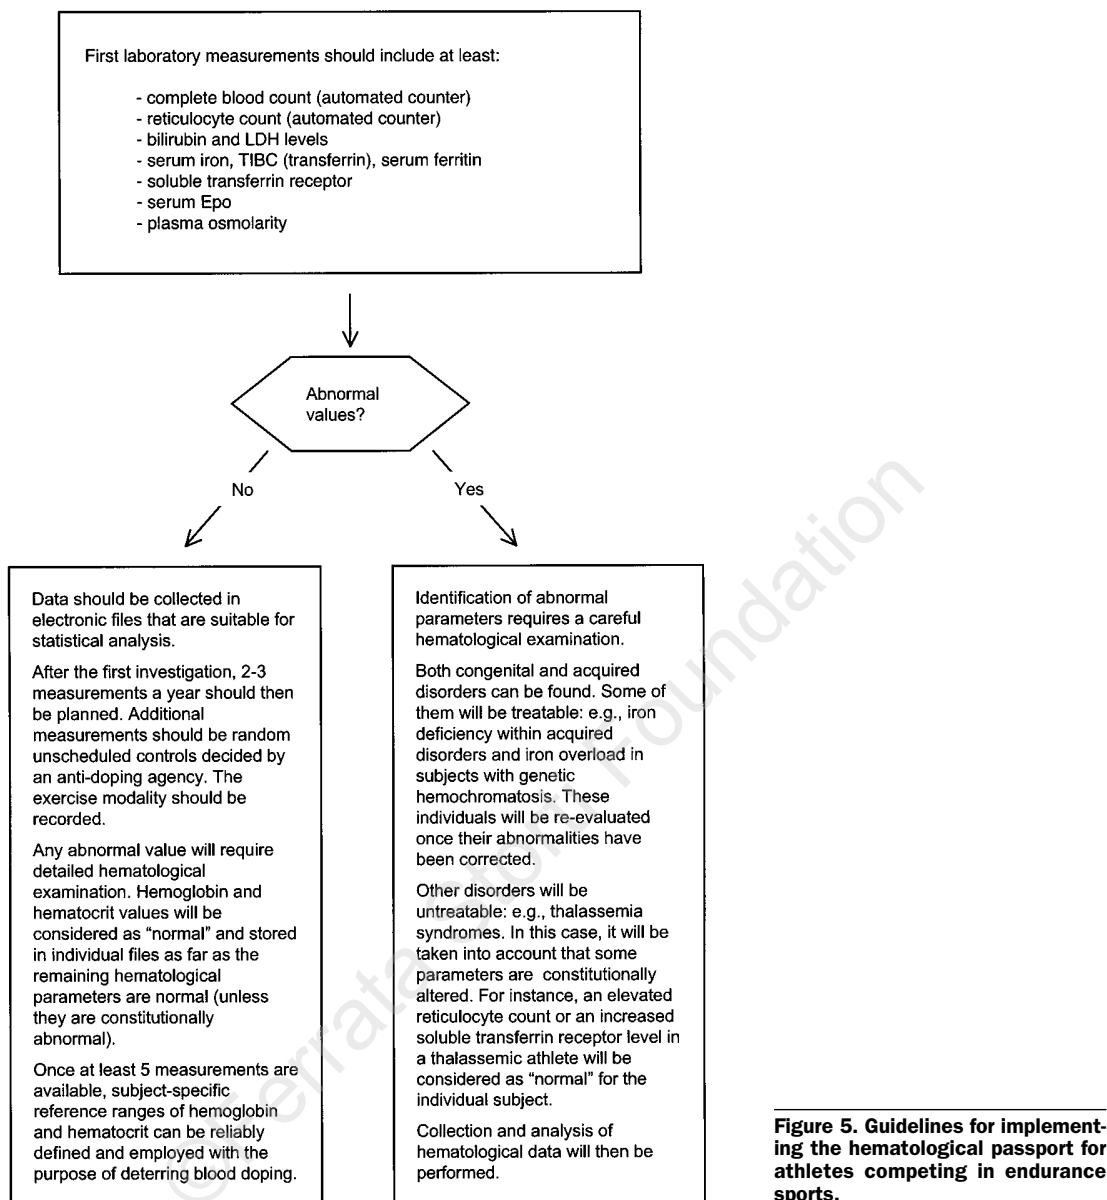 First laboratory measurements should include at least:
- complete blood count (automated counter)
- reticulocyte count (automated counter)
- bilirubin and LDH levels
- serum iron, TIBC (transferrin), serum ferritin
- soluble transferrin receptor
- serum Epo
- plasma osmolarity
Abnormal
values?
No
Yes
Data should be collected in
electronic files that are suitable for
statistical analysis.
After the first investigation, 2-3
measurements a year should then
be planned. Additional
measurements should be random
unscheduled controls decided by
an anti-doping agency. The
exercise modality should be
recorded.
Any abnormal value will require
detailed hematological
examination. Hemoglobin and
hematocrit values will be
considered as “normal” and stored
in individual files as far as the
remaining hematological
parameters are normal (unless
they are constitutionally
abnormal).
Once at least 5 measurements are
available, subject-specific
reference ranges of hemoglobin
and hematocrit can be reliably
defined and employed with the
purpose of deterring blood doping.
Identification of abnormal
parameters requires a careful
hematological examination.
Both congenital and acquired
disorders can be found. Some of
them will be treatable: e.g., iron
deficiency within acquired
disorders and iron overload in
subjects with genetic
hemochromatosis. These
individuals will be re-evaluated
once their abnormalities have
been corrected.
Other disorders will be
untreatable: e.g., thalassemia
syndromes. In this case, it will be
taken into account that some
parameters are constitutionally
altered. For instance, an elevated
reticulocyte count or an increased
soluble transferrin receptor level in
a thalassemic athlete will be
considered as “normal” for the
individual subject.
Collection and analysis of
hematological data will then be
performed.
Figure 5. Guidelines for implement-
ing the hematological passport for
athletes competing in endurance
sports.
©Ferrata Storti Foundation